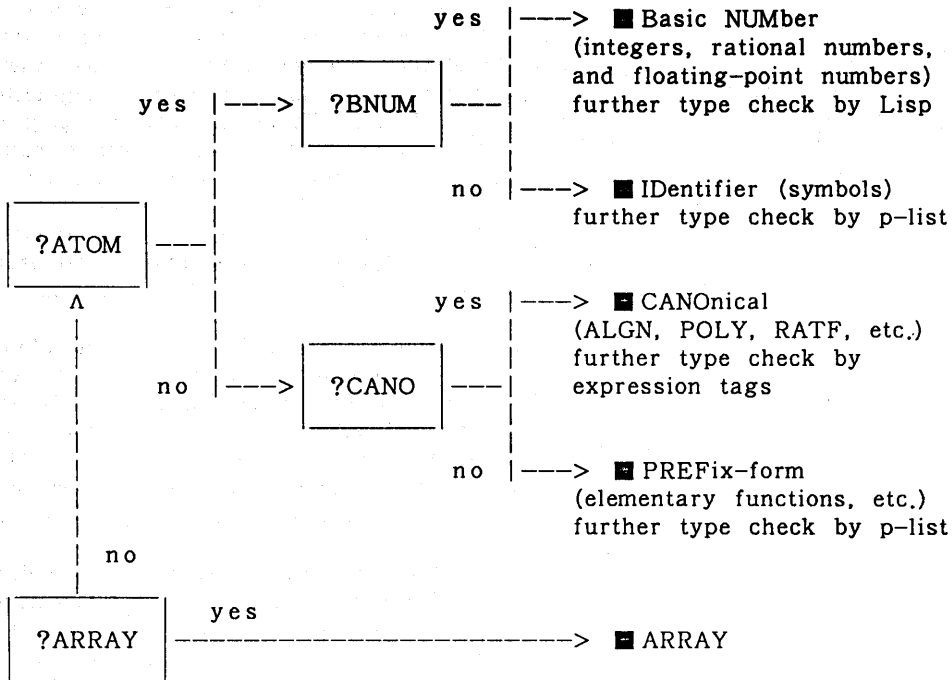 yes ■ Basic NUMber
(integers, rational numbers,
and floating-point numbers)
further type check by Lisp
yes ?BNUM
no ■ IDentifier (symbols)
further type check by p-list
?ATOM
yes ■ CANOnical
(ALGN, POLY, RATF, etc.)
further type check by
expression tags
no ?CANO
no ■ PREFix-form
(elementary functions, etc.)
further type check by p-list
no
yes
?ARRAY ■ ARRAY